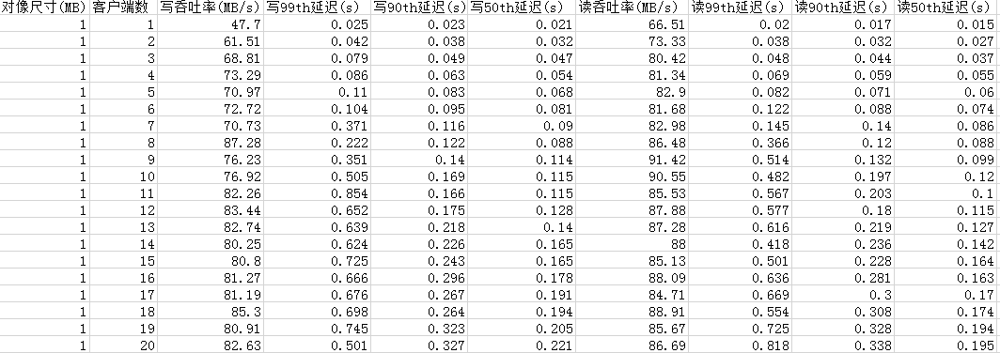 对像尺寸(MB) 客户端数 写吞吐率(MB/s) 写99th延迟(s) 写90th延迟(s) 写50th延迟(s) 读吞吐率(MB/s) 读99th延迟(s) 读90th延迟(s) 读50th延迟(s)
1 1 47.7 0.025 0.023 0.021 66.51 0.02 0.017 0.015
1 2 61.51 0.042 0.038 0.032 73.33 0.038 0.032 0.027
1 3 68.81 0.079 0.049 0.047 80.42 0.048 0.044 0.037
1 4 73.29 0.086 0.063 0.054 81.34 0.069 0.059 0.055
1 5 70.97 0.11 0.083 0.068 82.9 0.082 0.071 0.06
1 6 72.72 0.104 0.095 0.081 81.68 0.122 0.088 0.074
1 7 70.73 0.371 0.116 0.09 82.98 0.145 0.14 0.086
1 8 87.28 0.222 0.122 0.088 86.48 0.366 0.12 0.088
1 9 76.23 0.351 0.14 0.114 91.42 0.514 0.132 0.099
1 10 76.92 0.505 0.169 0.115 90.55 0.482 0.197 0.12
1 11 82.26 0.854 0.166 0.115 85.53 0.567 0.203 0.1
1 12 83.44 0.652 0.175 0.128 87.88 0.577 0.18 0.115
1 13 82.74 0.639 0.218 0.14 87.28 0.616 0.219 0.127
1 14 80.25 0.624 0.226 0.165 88 0.418 0.236 0.142
1 15 80.8 0.725 0.243 0.165 85.13 0.501 0.228 0.164
1 16 81.27 0.666 0.296 0.178 88.09 0.636 0.281 0.163
1 17 81.19 0.676 0.267 0.191 84.71 0.669 0.3 0.17
1 18 85.3 0.698 0.264 0.194 88.91 0.554 0.308 0.174
1 19 80.91 0.745 0.323 0.205 85.67 0.725 0.328 0.194
1 20 82.63 0.501 0.327 0.221 86.69 0.818 0.338 0.195